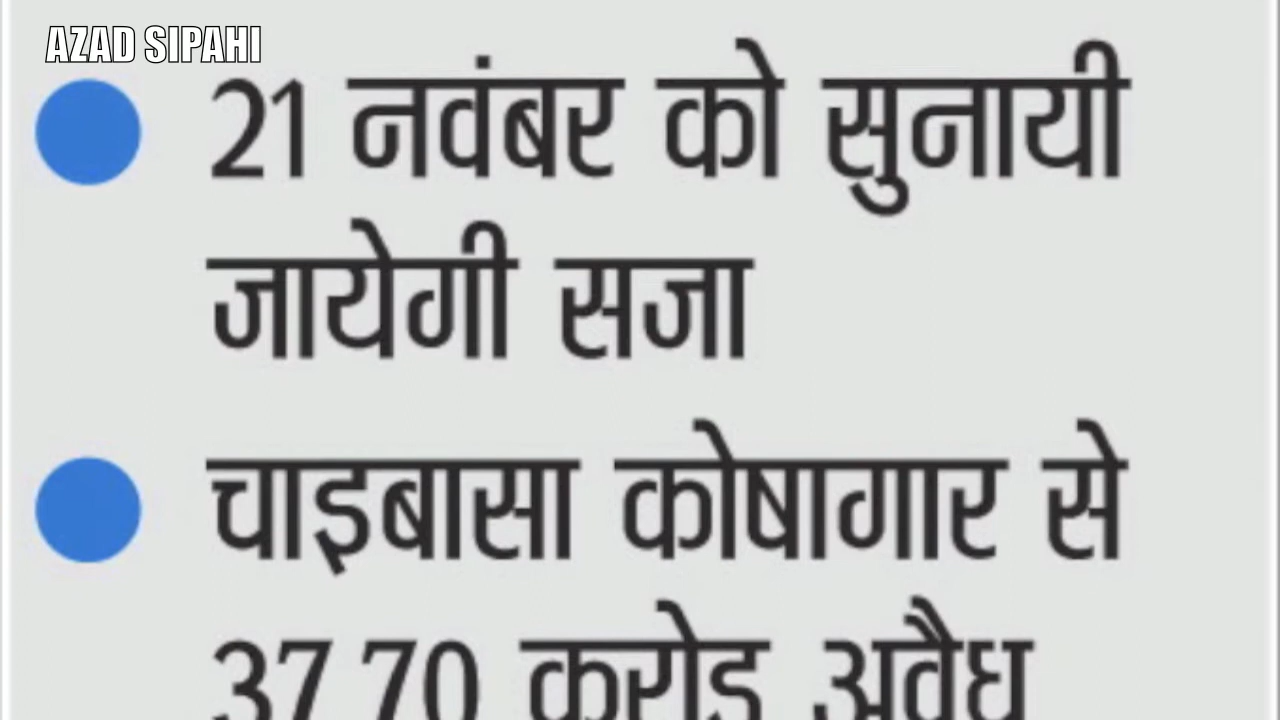 AZAD SIPAHI
21 नवंबर को सुनायी
जायेगी सजा
चाइबासा कोषागार से
37.70 करोड़ अवैध